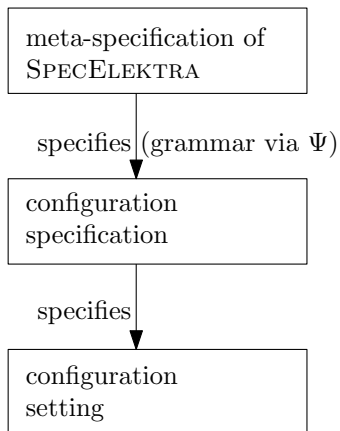 meta-specification of
SPECELEKTRA
specifies (grammar via Ψ)
configuration
specification
specifies
configuration
setting